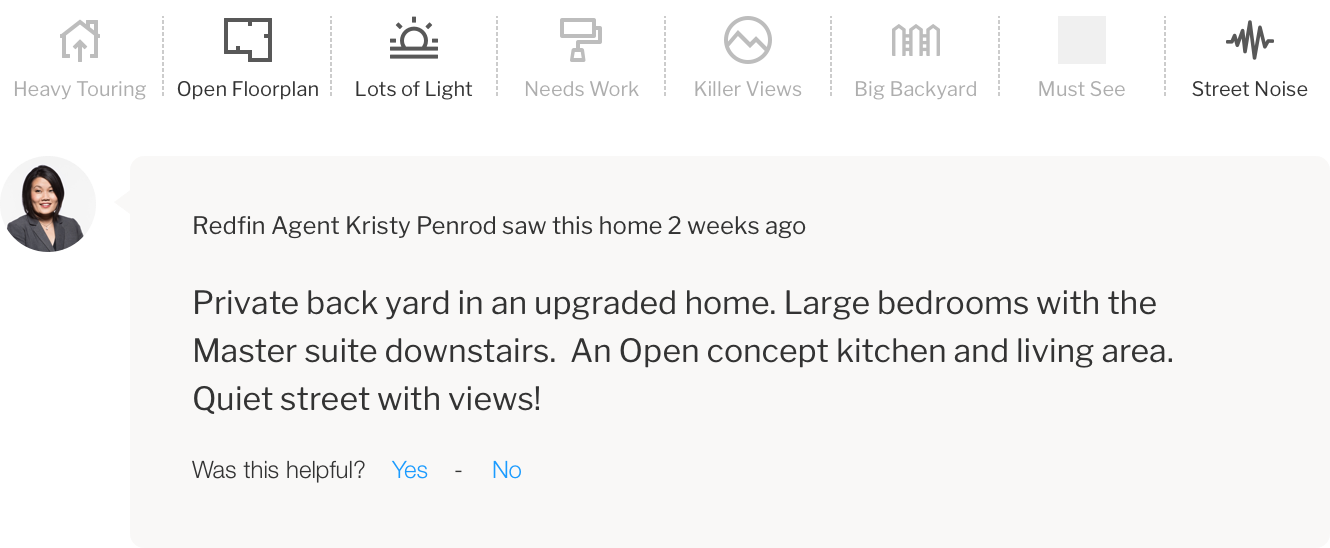 Heavy Touring
Open Floorplan
Lots of Light
Needs Work
Killer Views
Big Backyard
Must See
Street Noise
Redfin Agent Kristy Penrod saw this home 2 weeks ago
Private back yard in an upgraded home. Large bedrooms with the
Master suite downstairs.  An Open concept kitchen and living area.
Quiet street with views!
Was this helpful? Yes - No